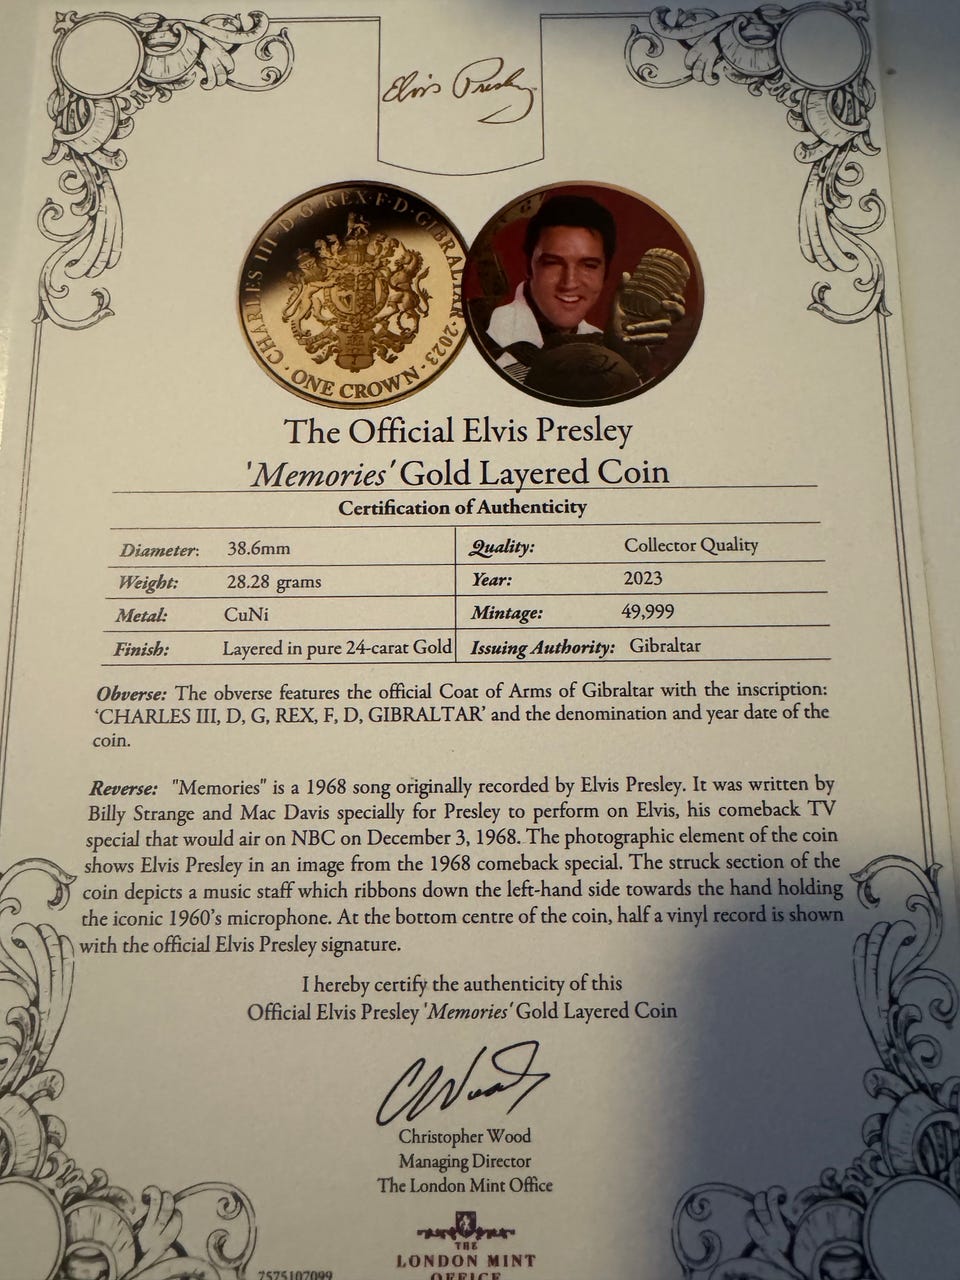 Elvis Presley
CHARLES III · D · G · REX · F · D · GIBRALTAR · 2023 · ONE CROWN ·
The Official Elvis Presley
'Memories' Gold Layered Coin
Certification of Authenticity
Diameter: 38.6mm Quality: Collector Quality
Weight: 28.28 grams Year: 2023
Metal: CuNi Mintage: 49,999
Finish: Layered in pure 24-carat Gold Issuing Authority: Gibraltar
Obverse: The obverse features the official Coat of Arms of Gibraltar with the inscription:
‘CHARLES III, D, G, REX, F, D, GIBRALTAR’ and the denomination and year date of the
coin.
Reverse: "Memories" is a 1968 song originally recorded by Elvis Presley. It was written by
Billy Strange and Mac Davis specially for Presley to perform on Elvis, his comeback TV
special that would air on NBC on December 3, 1968. The photographic element of the coin
shows Elvis Presley in an image from the 1968 comeback special. The struck section of the
coin depicts a music staff which ribbons down the left-hand side towards the hand holding
the iconic 1960's microphone. At the bottom centre of the coin, half a vinyl record is shown
with the official Elvis Presley signature.
I hereby certify the authenticity of this
Official Elvis Presley 'Memories' Gold Layered Coin
C Wood
Christopher Wood
Managing Director
The London Mint Office
THE
LONDON MINT
OFFICE
7575107099